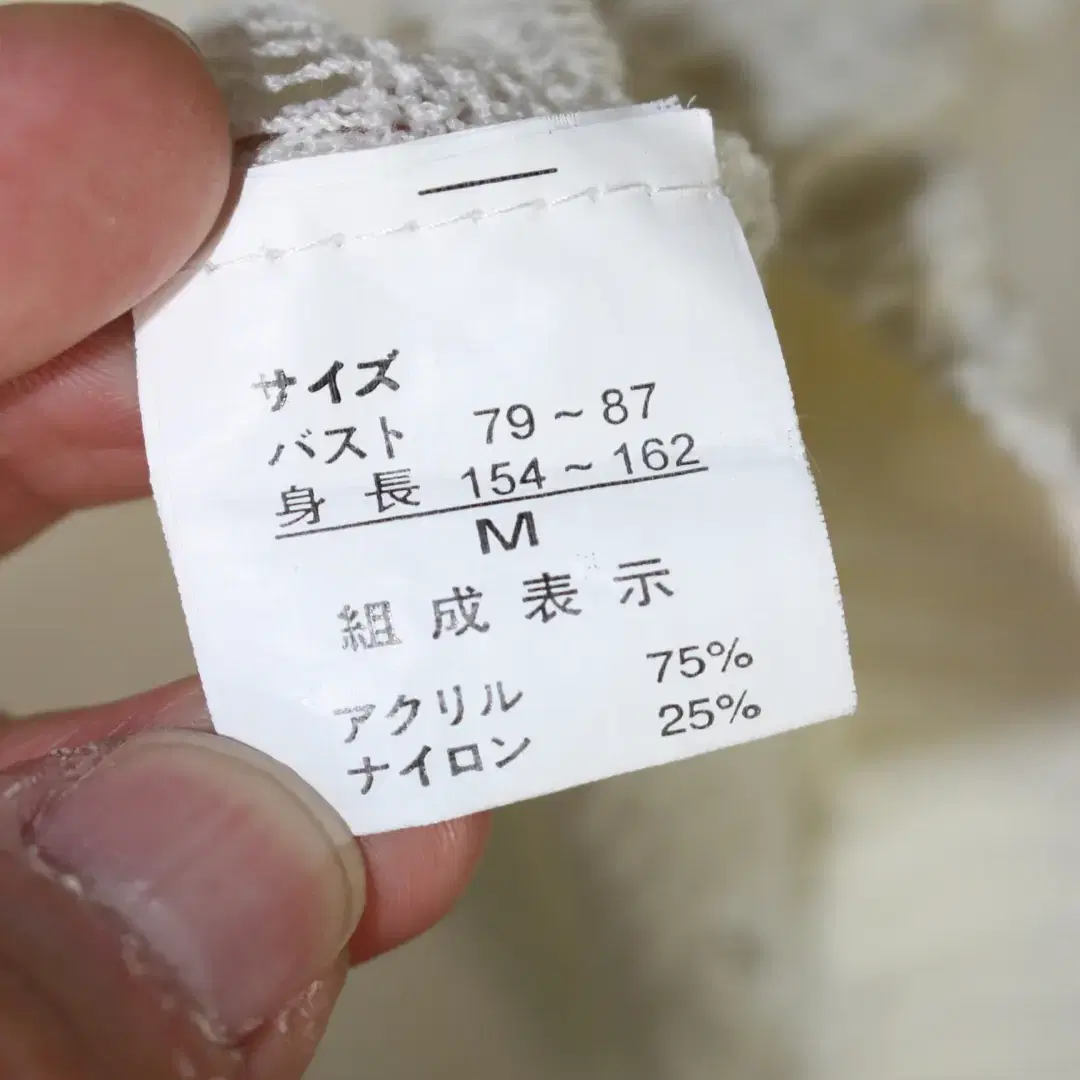 サイズ
バスト 79～87
身長 154～162
M
組成表示
アクリル 75%
ナイロン 25%